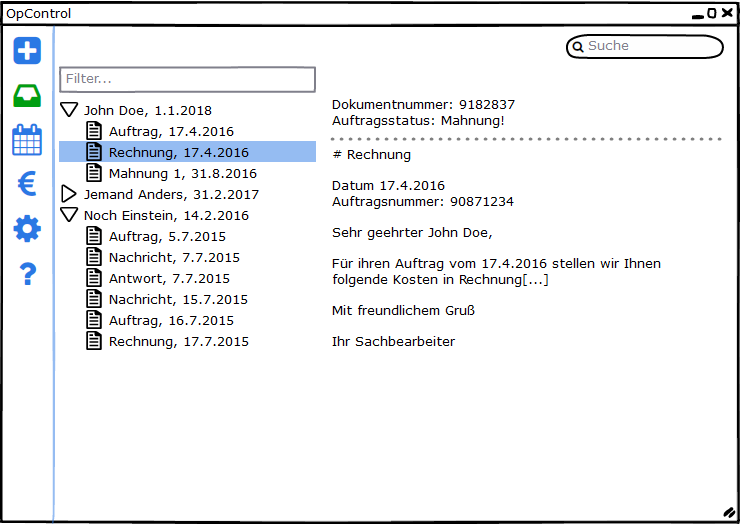 OpControl
Suche
Filter...
John Doe, 1.1.2018
Auftrag, 17.4.2016
Rechnung, 17.4.2016
Mahnung 1, 31.8.2016
Jemand Anders, 31.2.2017
Noch Einstein, 14.2.2016
Auftrag, 5.7.2015
Nachricht, 7.7.2015
Antwort, 7.7.2015
Nachricht, 15.7.2015
Auftrag, 16.7.2015
Rechnung, 17.7.2015
Dokumentnummer: 9182837
Auftragsstatus: Mahnung!
# Rechnung
Datum 17.4.2016
Auftragsnummer: 90871234
Sehr geehrter John Doe,
Für ihren Auftrag vom 17.4.2016 stellen wir Ihnen
folgende Kosten in Rechnung[...]
Mit freundlichem Gruß
Ihr Sachbearbeiter